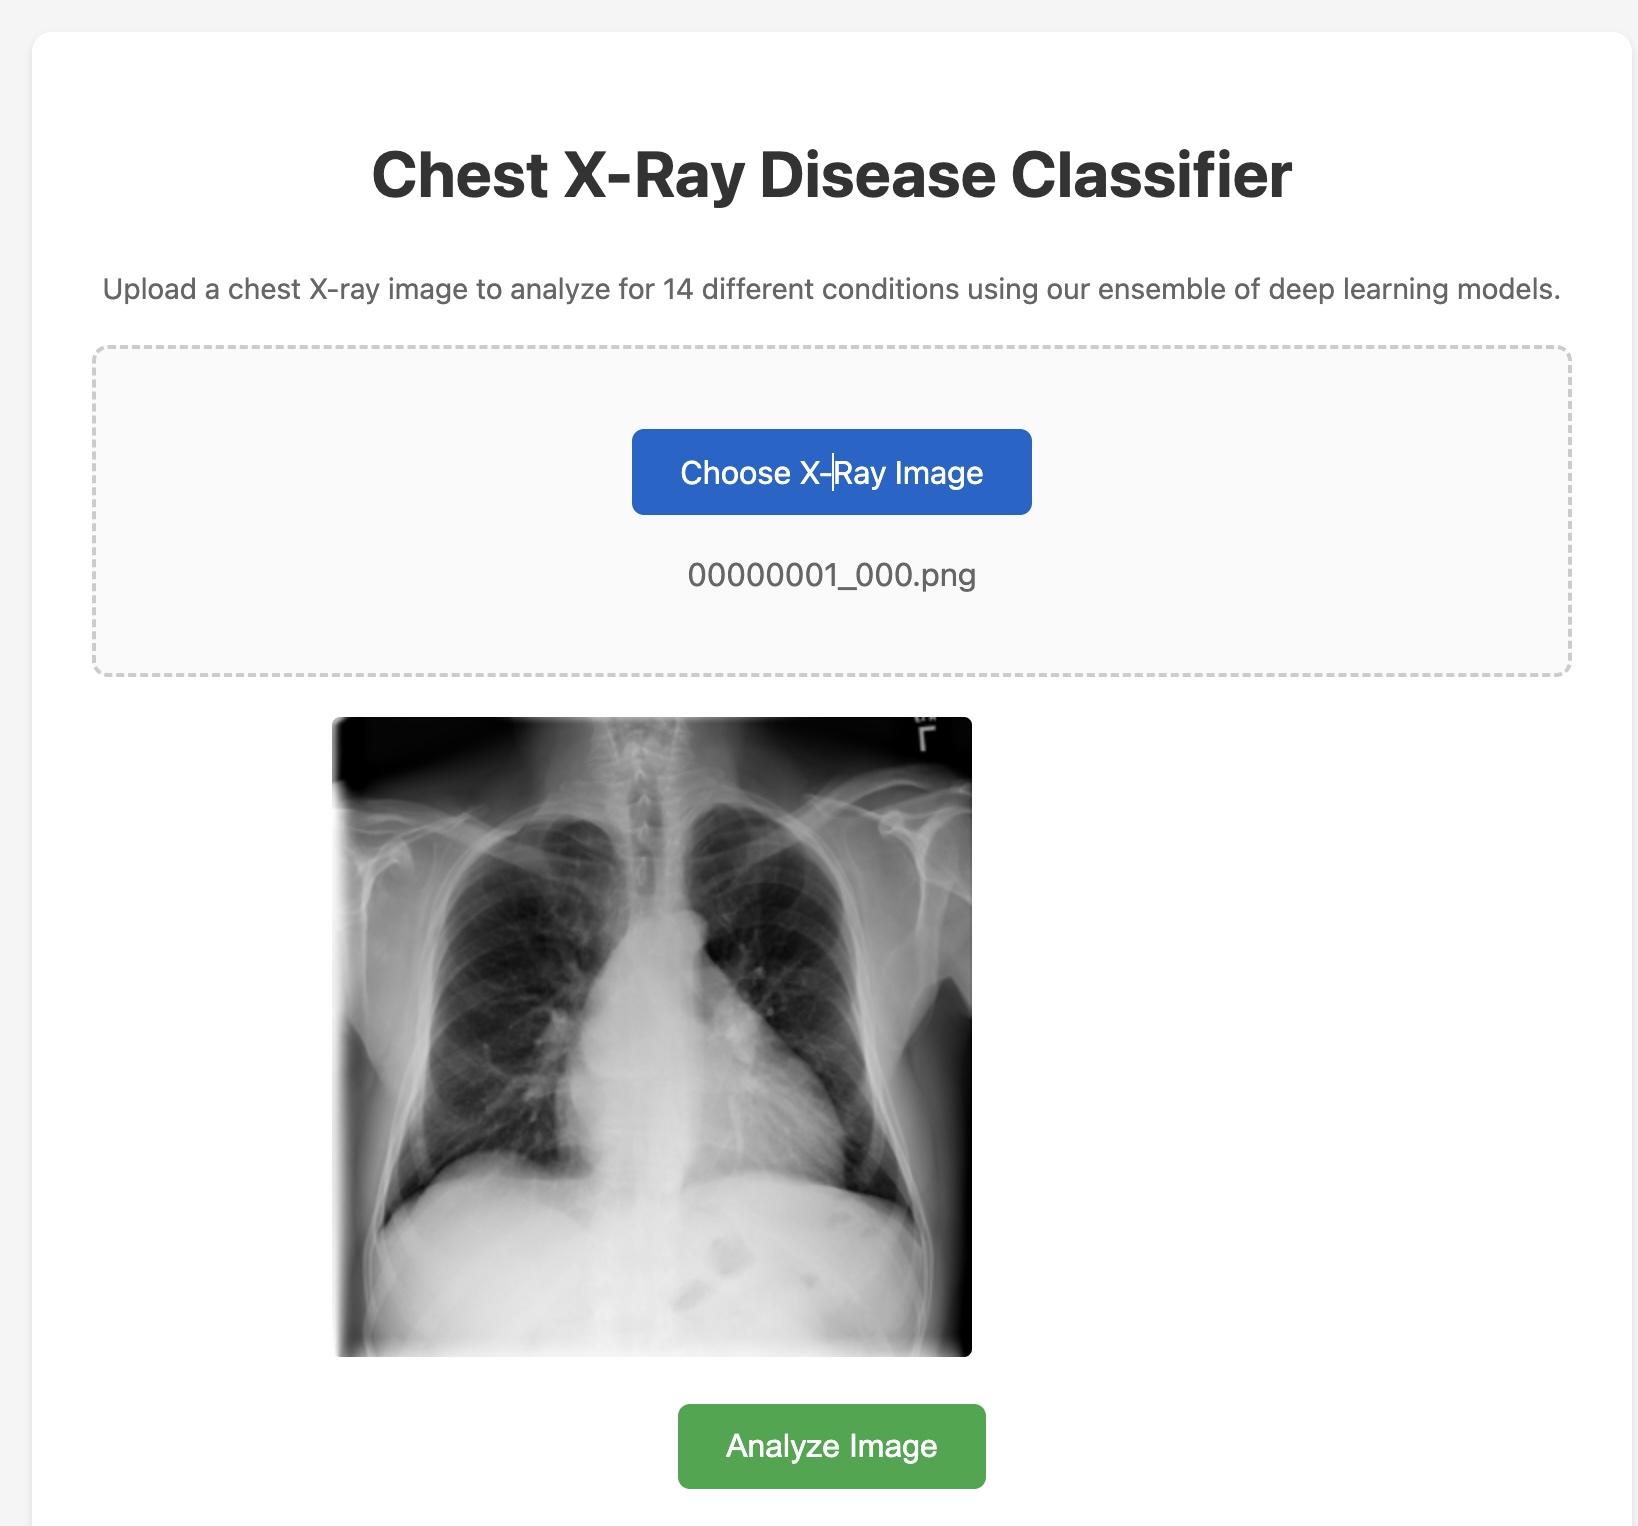 Chest X-Ray Disease Classifier
Upload a chest X-ray image to analyze for 14 different conditions using our ensemble of deep learning models.
Choose X-Ray Image
00000001_000.png
L
Analyze Image